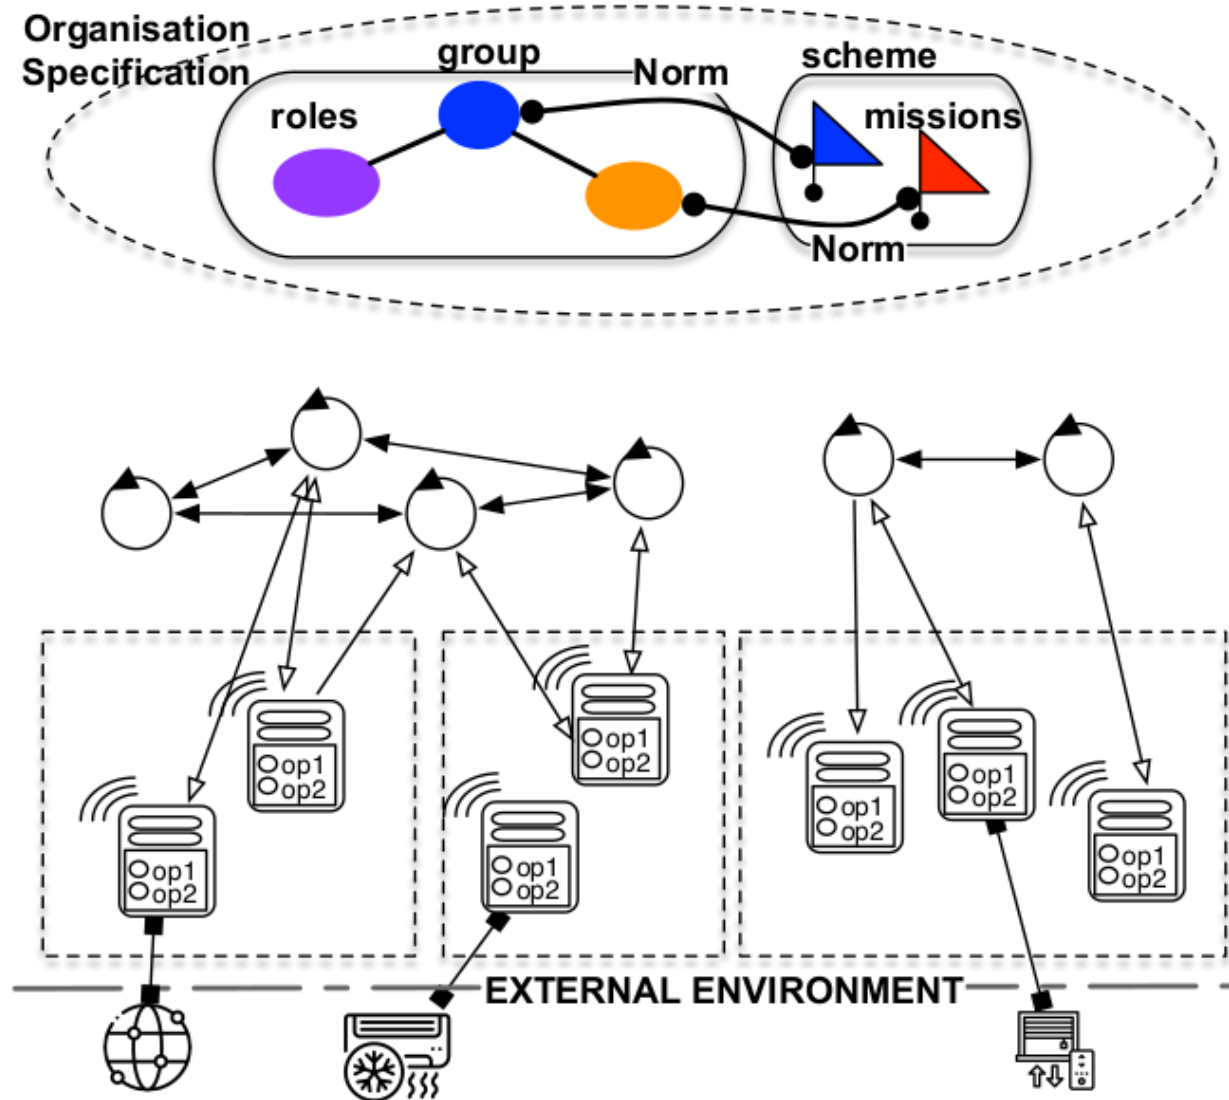 Organisation
Specification
group
Norm
scheme
roles
missions
Norm
op1
op2
op1
op2
op1
op2
op1
op2
op1
op2
op1
op2
op1
op2
EXTERNAL ENVIRONMENT